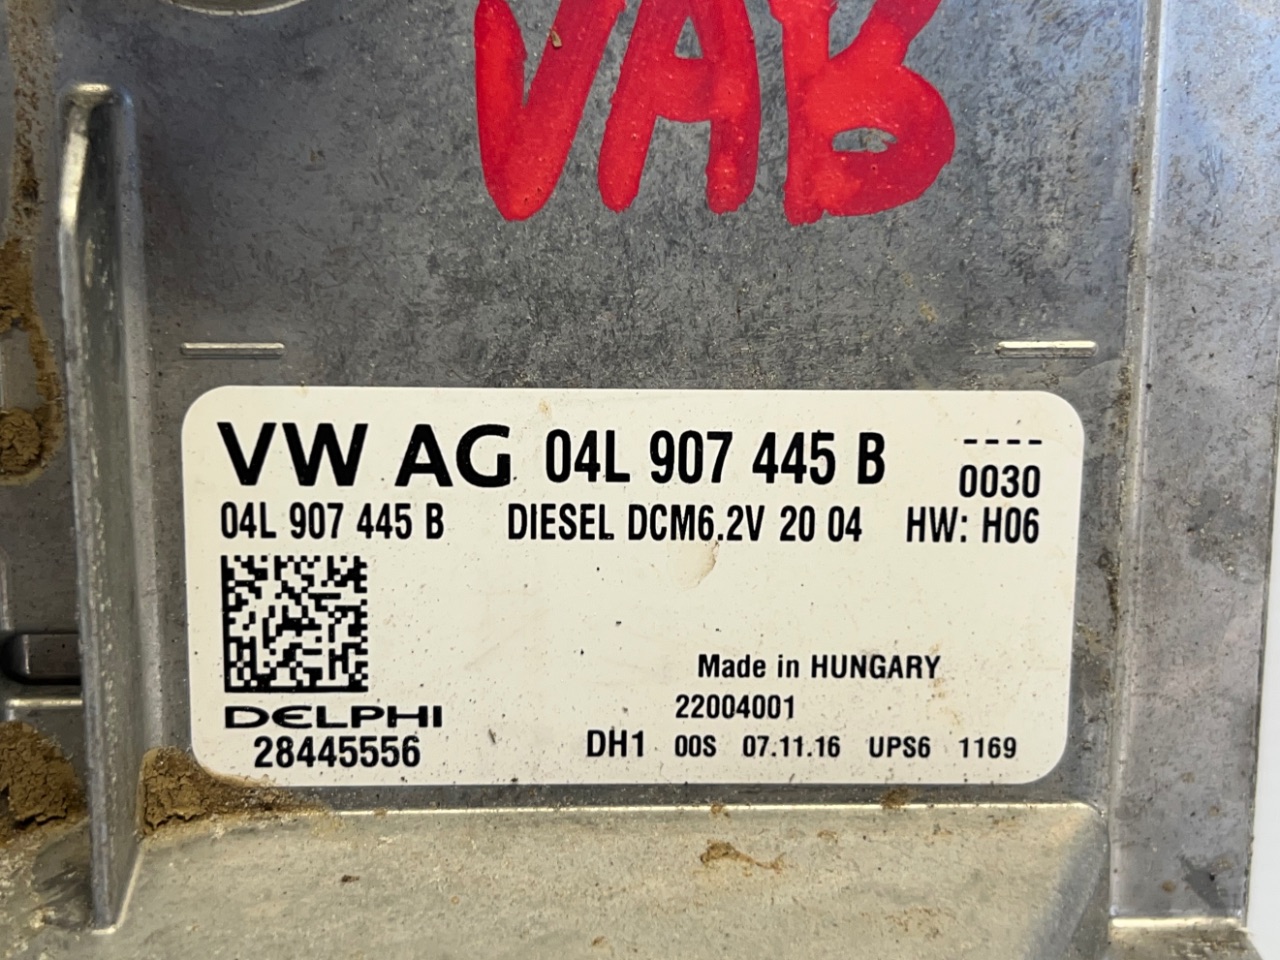 VAB
VW AG 04L 907 445 B ----
0030
04L 907 445 B DIESEL DCM6.2V 20 04 HW: H06
Made in HUNGARY
22004001
DELPHI
28445556
DH1 00S 07.11.16 UPS6 1169